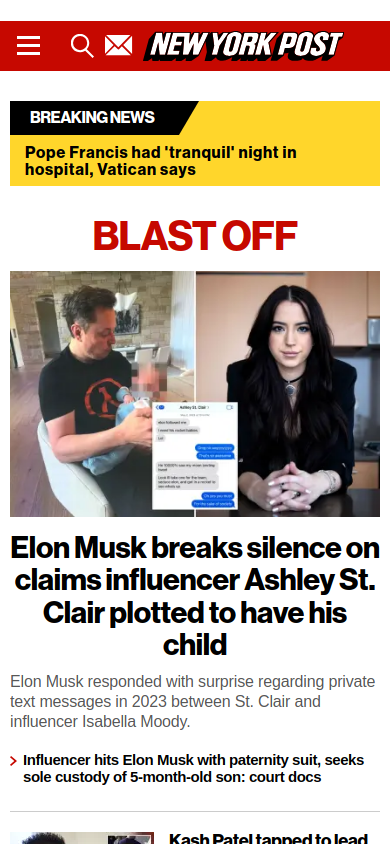 NEW YORK POST
BREAKING NEWS
Pope Francis had 'tranquil' night in
hospital, Vatican says
BLAST OFF
Ashley St. Clair
Elon Musk breaks silence on
claims influencer Ashley St.
Clair plotted to have his
child
Elon Musk responded with surprise regarding private
text messages in 2023 between St. Clair and
influencer Isabella Moody.
Influencer hits Elon Musk with paternity suit, seeks
sole custody of 5-month-old son: court docs
Kash Patel tapped to lead